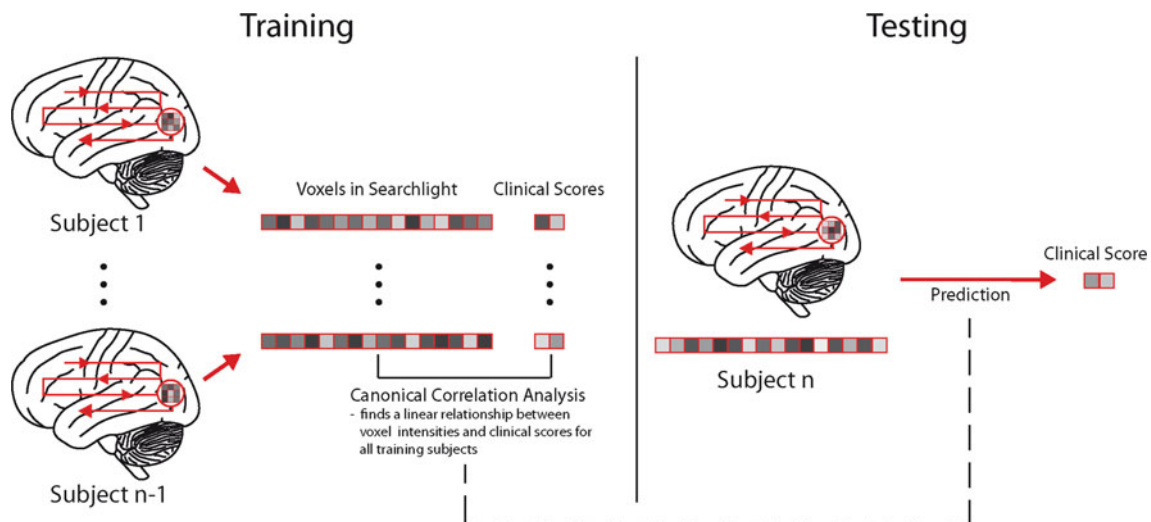 Training
Testing
Voxels in Searchlight
Clinical Scores
Subject 1
Canonical Correlation Analysis
- finds a linear relationship between
voxel intensities and clinical scores for
all training subjects
Subject n-1
Clinical Score
Prediction
Subject n